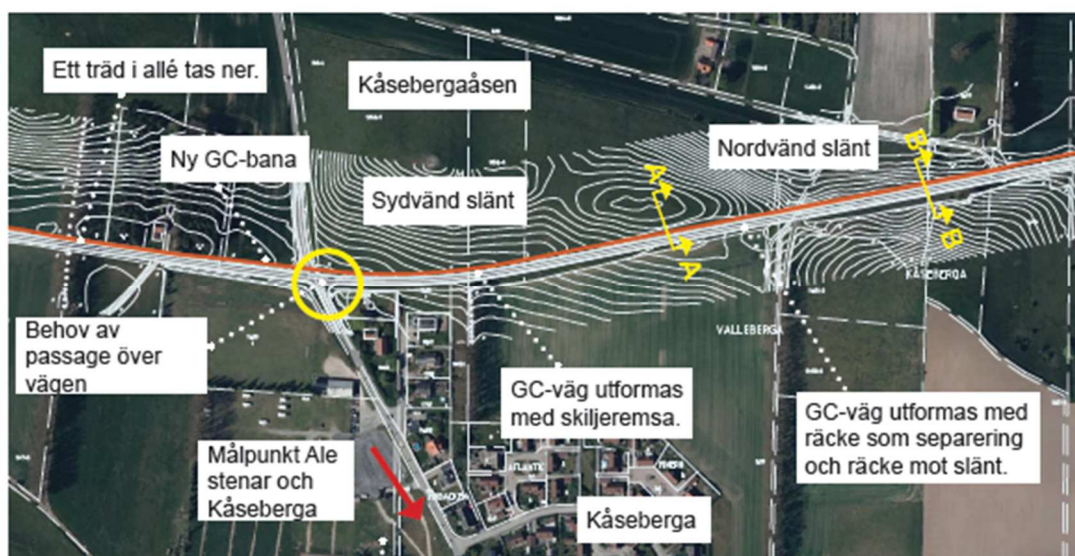 Ett träd i allé tas ner.
Kåsebergaåsen
Ny GC-bana
Nordvänd slänt
Sydvänd slänt
A
A
B
B
KÅSEBERGA
VALLEBERGA
Behov av
passage över
vägen
GC-väg utformas
med skiljeremsa.
GC-väg utformas med
räcke som separering
och räcke mot slänt.
Målpunkt Ale
stenar och
Kåseberga
Kåseberga